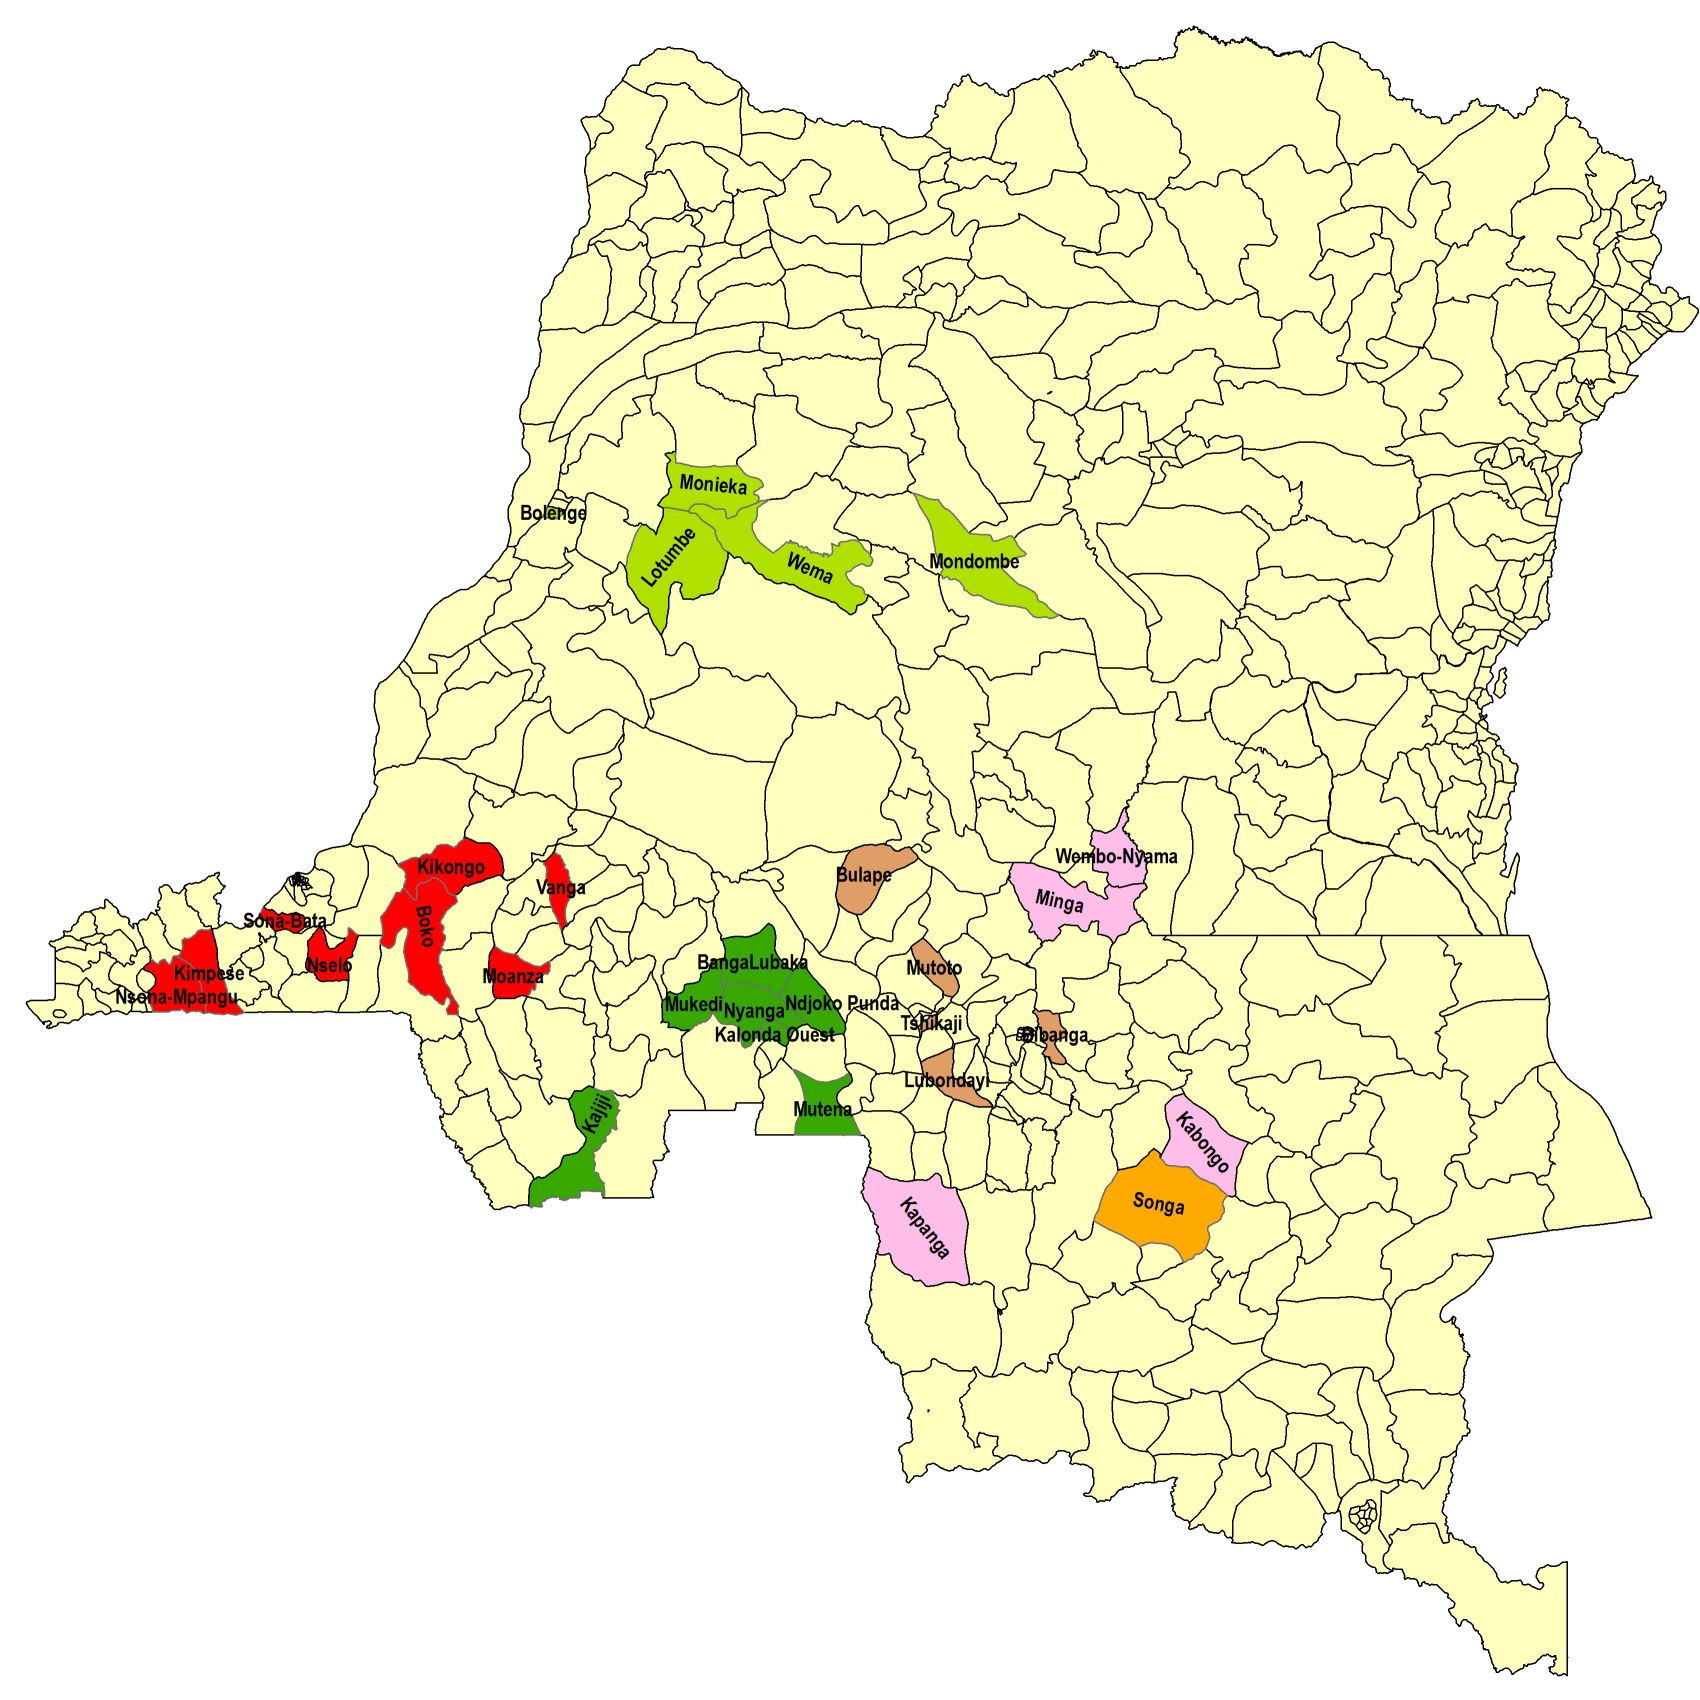 Monieka
Bolenge
Lotumbe
Wema
Mondombe
Wembo-Nyama
Kikongo
Bulape
Vanga
Minga
Sona-Bata
Boko
BangaLubaka
Mutoto
Nselo
Kimpese
Moanza
Nsona-Mpangu
Mukedi
Nyanga
Ndjoko Punda
Tshikaji
Kalonda Ouest
Dibanga
Lubondayi
Kajiji
Mutena
Kabongo
Songa
Kapanga